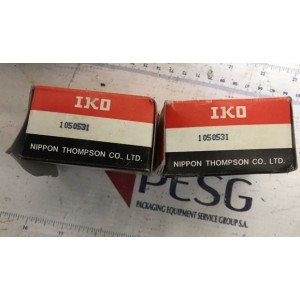 IKO
1050531
NIPPON THOMPSON CO., LTD.
IKO
1050531
NIPPON THOMPSON CO., LTD.
PESG
PACKAGING EQUIPMENT SERVICE GROUP S.A.